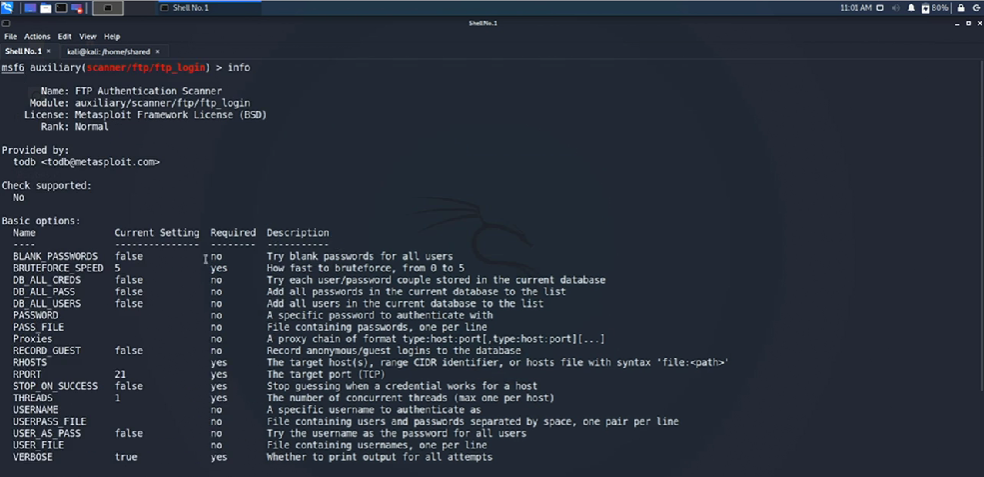 Shell No.1
11:01 AM
80%
Shell No.1
File Actions Edit View Help
Shell No.1 × kali@kali: /home/shared ×
msf6 auxiliary(scanner/ftp/ftp_login) > info
Name: FTP Authentication Scanner
Module: auxiliary/scanner/ftp/ftp_login
License: Metasploit Framework License (BSD)
Rank: Normal
Provided by:
todb <todb@metasploit.com>
Check supported:
No
Basic options:
Name Current Setting Required Description
---- --------------- -------- -----------
BLANK_PASSWORDS false no Try blank passwords for all users
BRUTEFORCE_SPEED 5 yes How fast to bruteforce, from 0 to 5
DB_ALL_CREDS false no Try each user/password couple stored in the current database
DB_ALL_PASS false no Add all passwords in the current database to the list
DB_ALL_USERS false no Add all users in the current database to the list
PASSWORD no A specific password to authenticate with
PASS_FILE no File containing passwords, one per line
Proxies no A proxy chain of format type:host:port[,type:host:port][...]
RECORD_GUEST false no Record anonymous/guest logins to the database
RHOSTS yes The target host(s), range CIDR identifier, or hosts file with syntax 'file:<path>'
RPORT 21 yes The target port (TCP)
STOP_ON_SUCCESS false yes Stop guessing when a credential works for a host
THREADS 1 yes The number of concurrent threads (max one per host)
USERNAME no A specific username to authenticate as
USERPASS_FILE no File containing users and passwords separated by space, one pair per line
USER_AS_PASS false no Try the username as the password for all users
USER_FILE no File containing usernames, one per line
VERBOSE true yes Whether to print output for all attempts